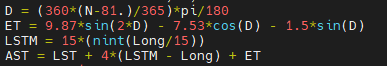 D = (360*(N-81.)/365)*pi/180
ET = 9.87*sin(2*D) - 7.53*cos(D) - 1.5*sin(D)
LSTM = 15*(nint(Long/15))
AST = LST + 4*(LSTM - Long) + ET